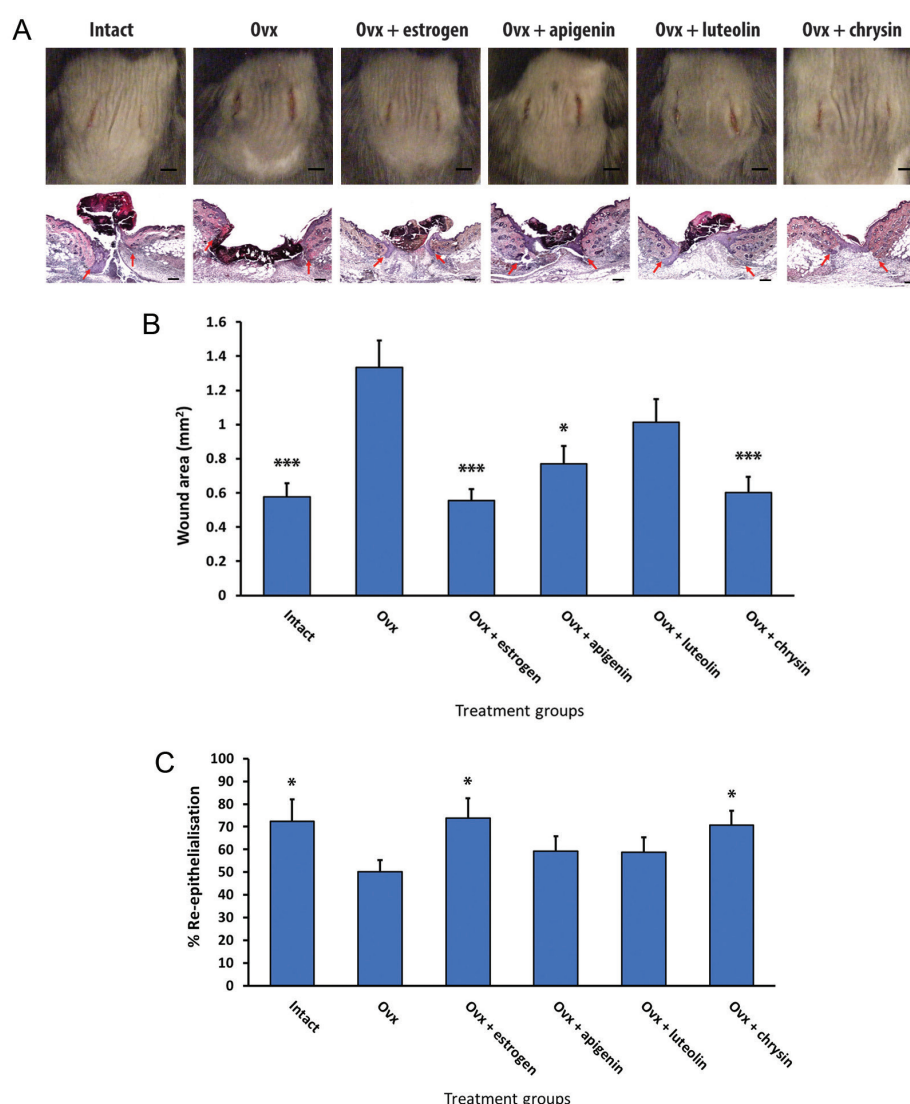 A
Intact
Ovx
Ovx + estrogen
Ovx + apigenin
Ovx + luteolin
Ovx + chrysin
B
Wound area (mm²)
1.6
1.4
1.2
1
0.8
0.6
0.4
0.2
0
***
***
*
***
Intact
Ovx
Ovx + estrogen
Ovx + apigenin
Ovx + luteolin
Ovx + chrysin
Treatment groups
C
% Re-epithelialisation
100
90
80
70
60
50
40
30
20
10
0
*
*
*
Intact
Ovx
Ovx + estrogen
Ovx + apigenin
Ovx + luteolin
Ovx + chrysin
Treatment groups